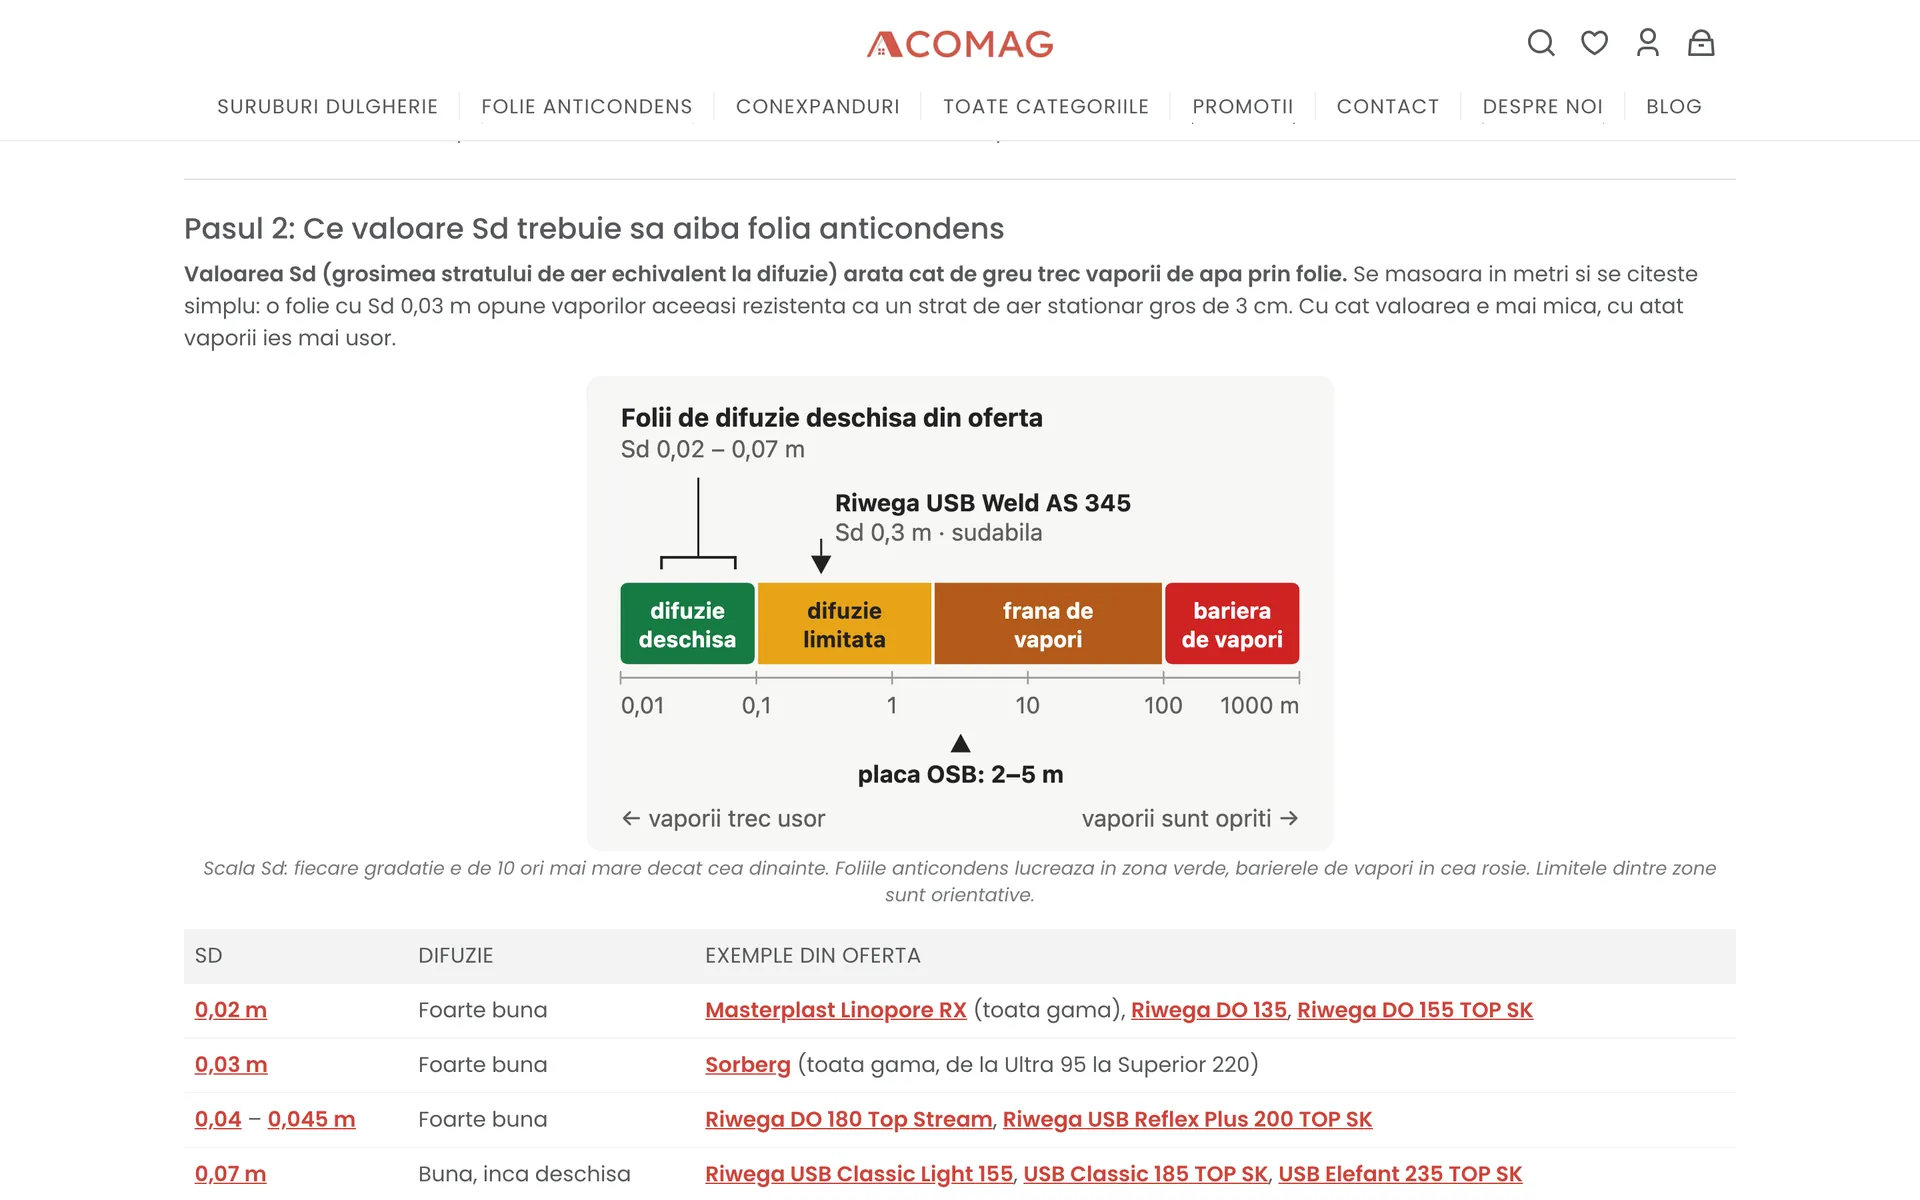 ACOMAG
SURUBURI DULGHERIE
FOLIE ANTICONDENS
CONEXPANDURI
TOATE CATEGORIILE
PROMOTII
CONTACT
DESPRE NOI
BLOG
Pasul 2: Ce valoare Sd trebuie sa aiba folia anticondens
Valoarea Sd (grosimea stratului de aer echivalent la difuzie) arata cat de greu trec vaporii de apa prin folie. Se masoara in metri si se citeste
simplu: o folie cu Sd 0,03 m opune vaporilor aceeasi rezistenta ca un strat de aer stationar gros de 3 cm. Cu cat valoarea e mai mica, cu atat
vaporii ies mai usor.
Folii de difuzie deschisa din oferta
Sd 0,02 – 0,07 m
Riwega USB Weld AS 345
Sd 0,3 m · sudabila
difuzie
deschisa
difuzie
limitata
frana de
vapori
bariera
de vapori
0,01 0,1 1 10 100 1000 m
placa OSB: 2–5 m
← vaporii trec usor
vaporii sunt opriti →
Scala Sd: fiecare gradatie e de 10 ori mai mare decat cea dinainte. Foliile anticondens lucreaza in zona verde, barierele de vapori in cea rosie. Limitele dintre zone
sunt orientative.
SD DIFUZIE EXEMPLE DIN OFERTA
0,02 m Foarte buna Masterplast Linopore RX (toata gama), Riwega DO 135, Riwega DO 155 TOP SK
0,03 m Foarte buna Sorberg (toata gama, de la Ultra 95 la Superior 220)
0,04 – 0,045 m Foarte buna Riwega DO 180 Top Stream, Riwega USB Reflex Plus 200 TOP SK
0,07 m Buna, inca deschisa Riwega USB Classic Light 155, USB Classic 185 TOP SK, USB Elefant 235 TOP SK